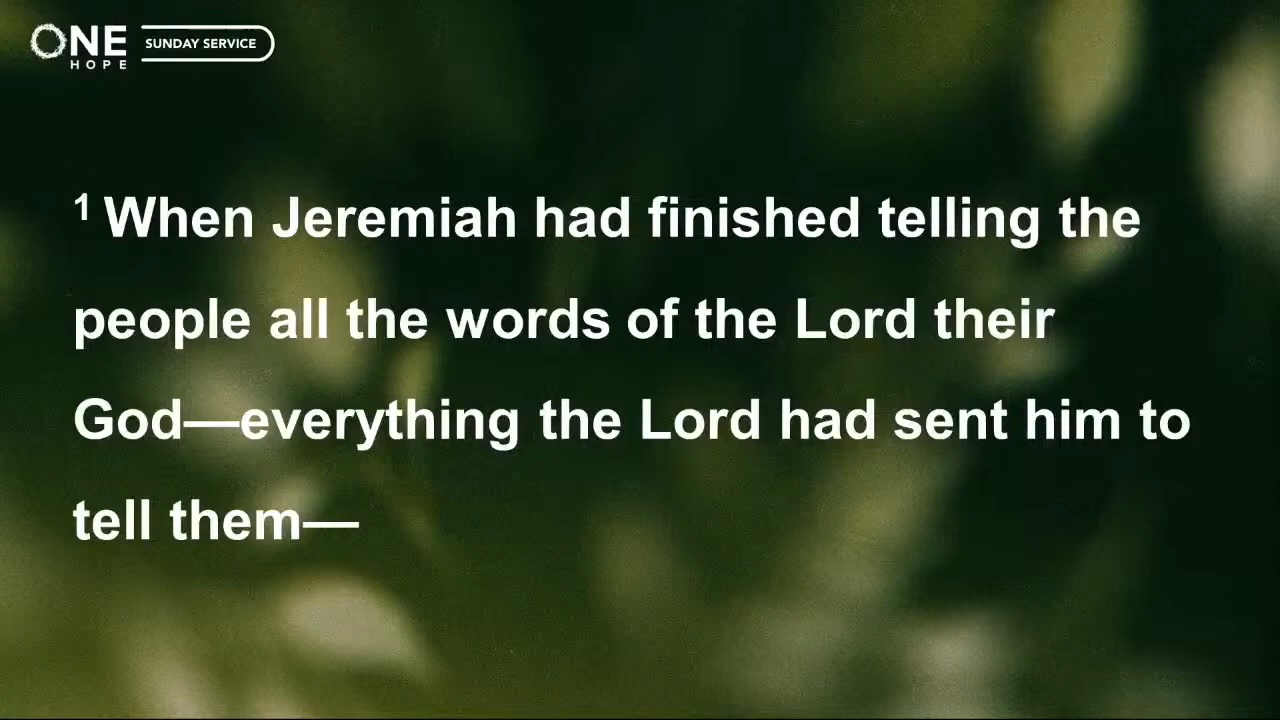 ONE
HOPE
SUNDAY SERVICE
1 When Jeremiah had finished telling the
people all the words of the Lord their
God—everything the Lord had sent him to
tell them—